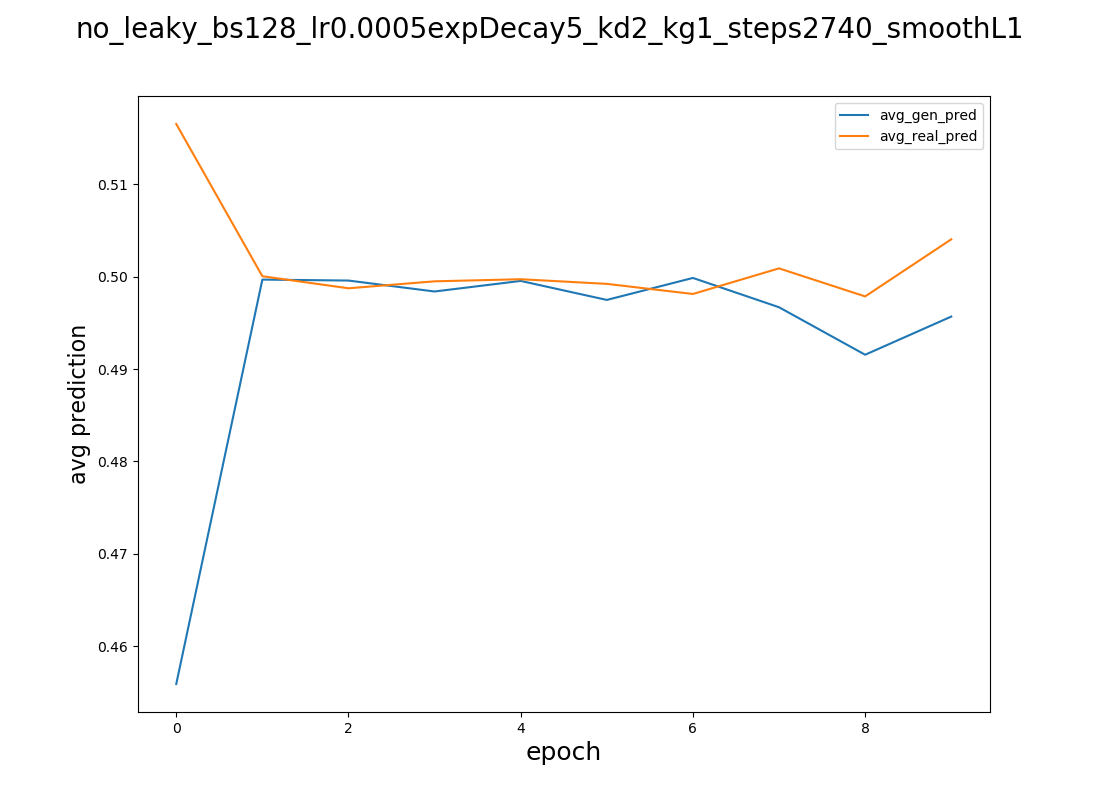 no_leaky_bs128_lr0.0005expDecay5_kd2_kg1_steps2740_smoothL1
avg_gen_pred
avg_real_pred
0.51
0.50
0.49
0.48
0.47
0.46
avg prediction
0 2 4 6 8
epoch